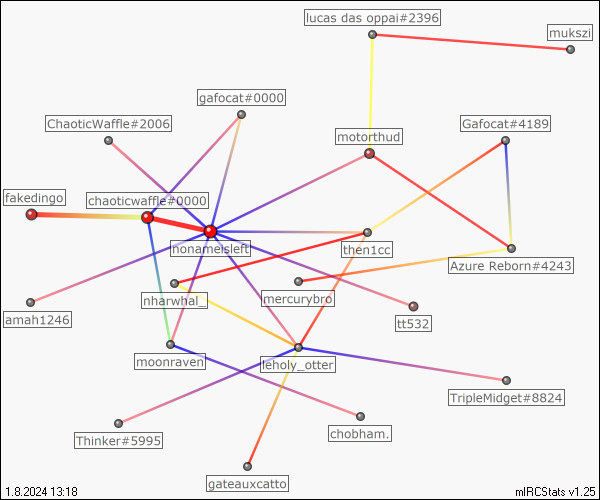 lucas das oppai#2396
mukszi
gafocat#0000
ChaoticWaffle#2006
Gafocat#4189
motorthud
fakedingo
chaoticwaffle#0000
nonameisleft
then1cc
Azure Reborn#4243
nharwhal_
mercurybro
amah1246
tt532
moonraven
leholy_otter
TripleMidget#8824
Thinker#5995
chobham.
gateauxcatto
1.8.2024 13:18
mIRCStats v1.25